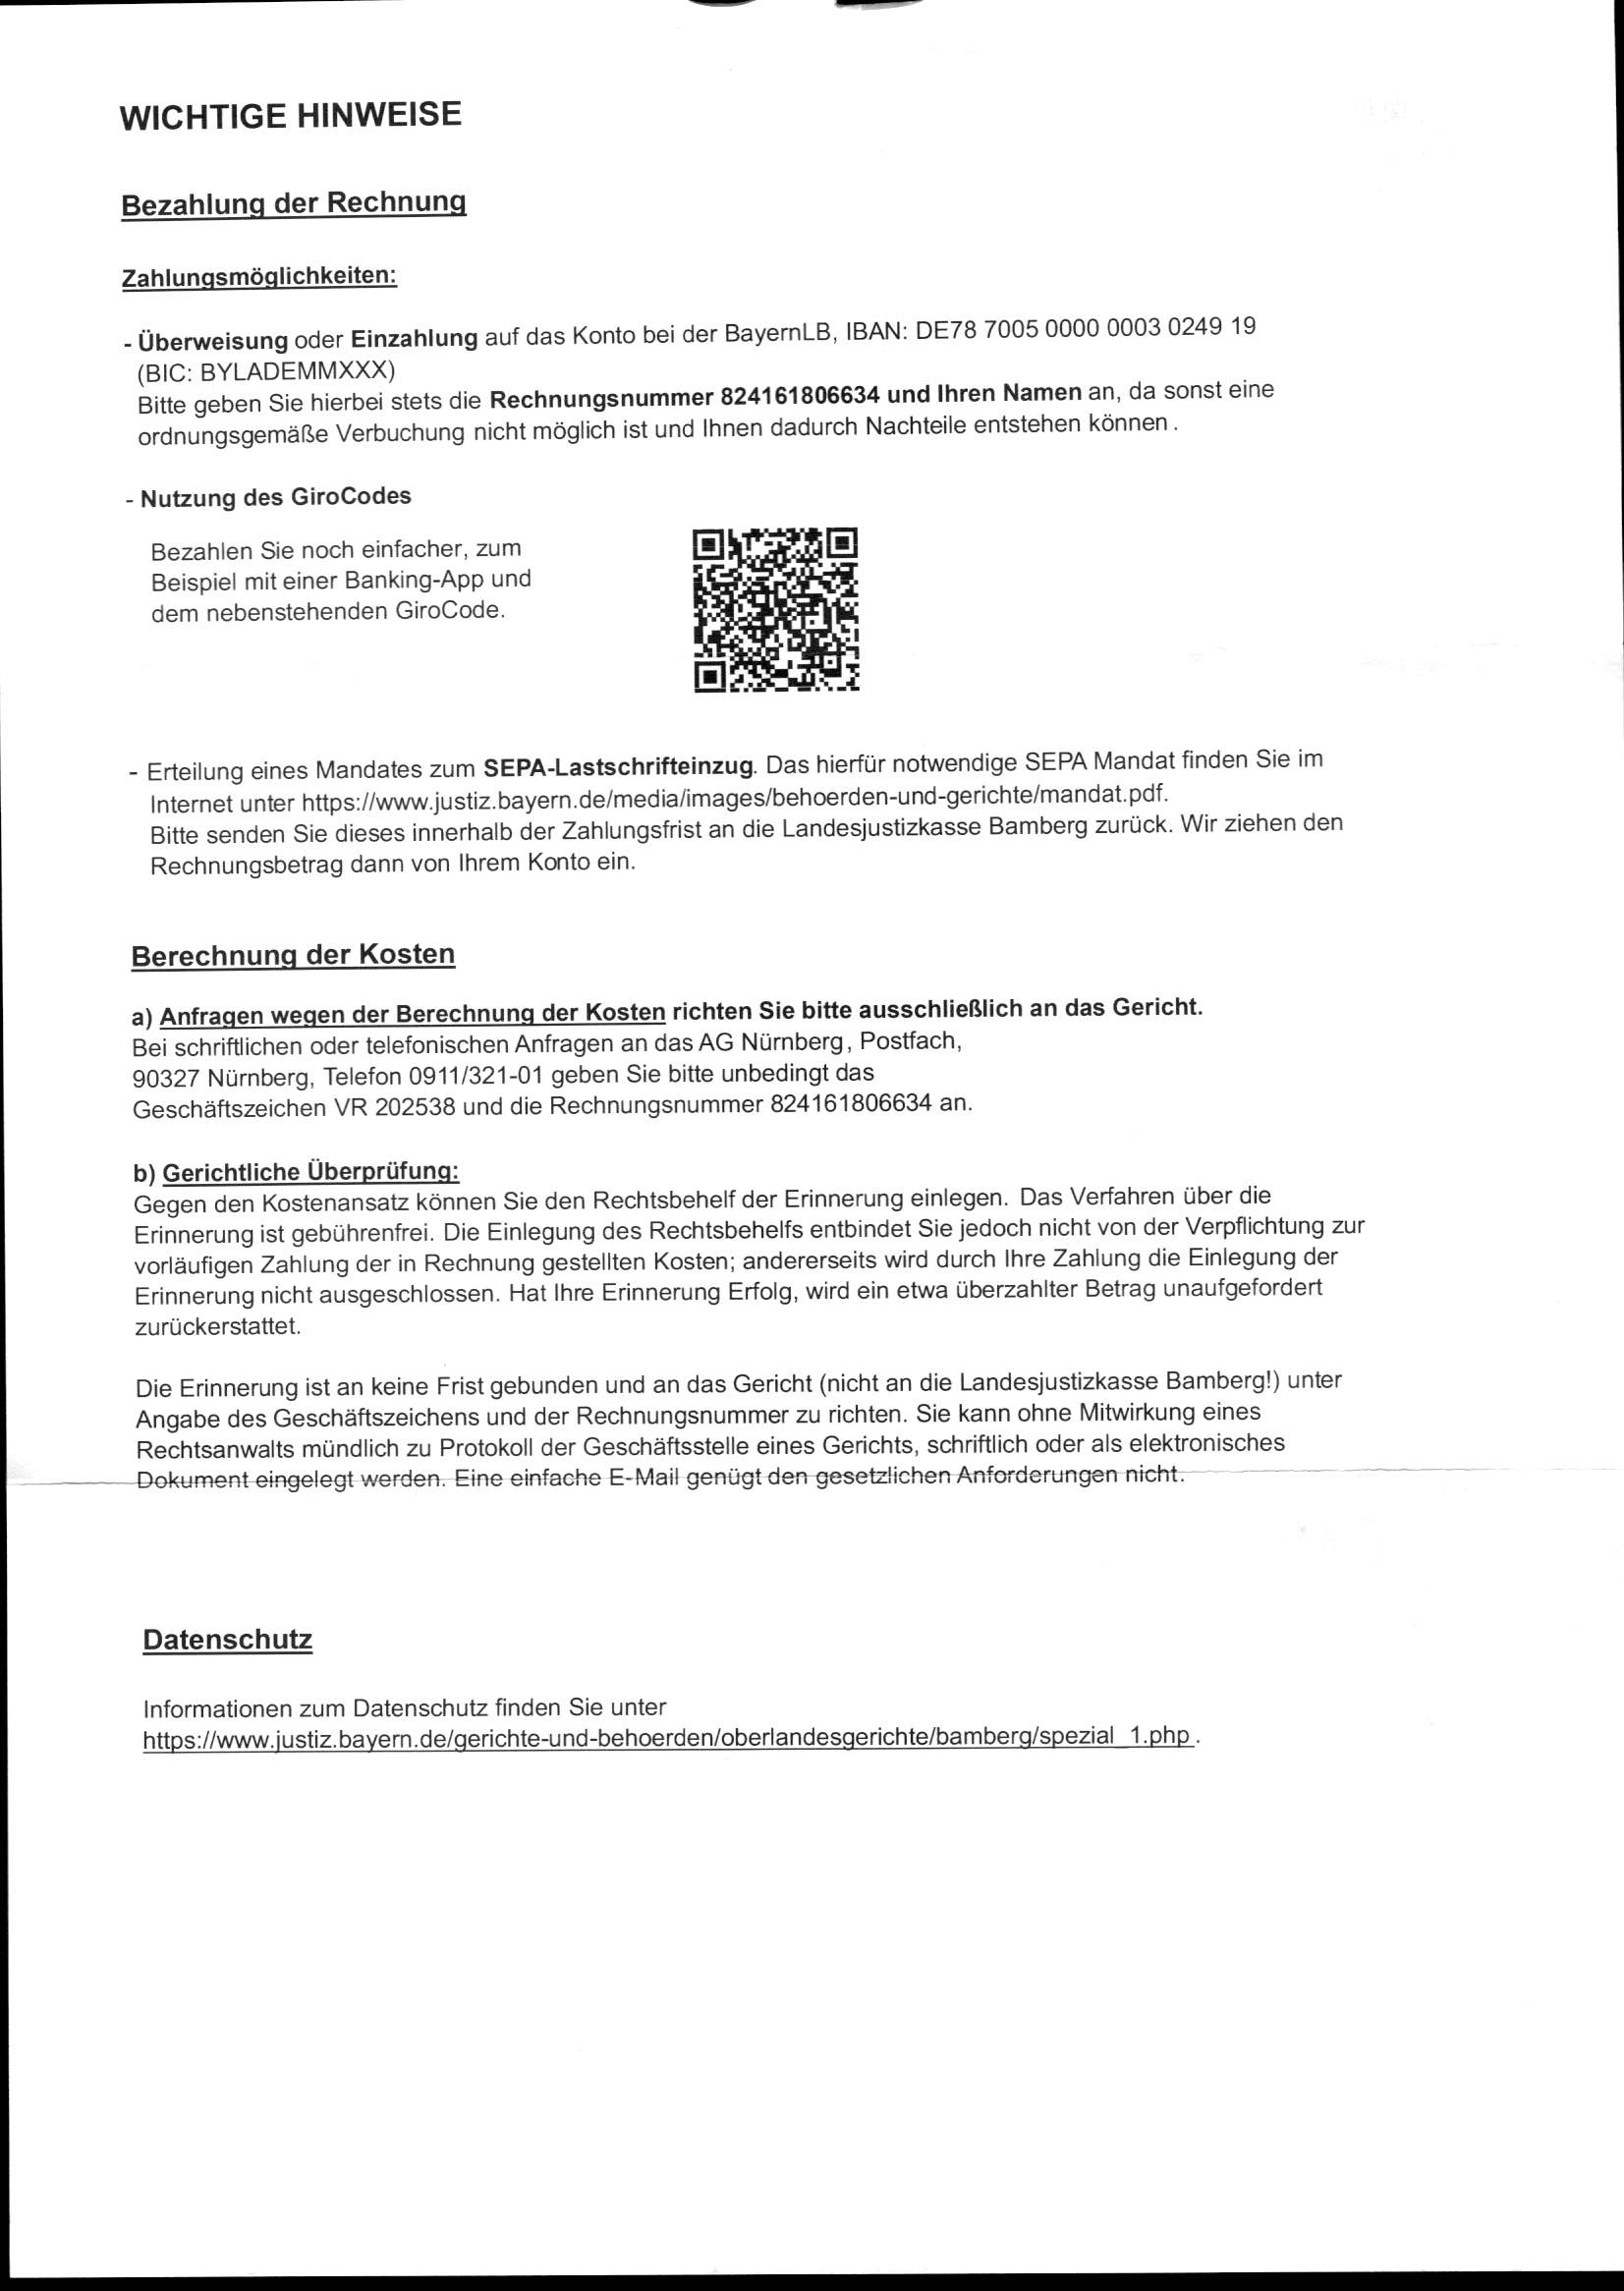 WICHTIGE HINWEISE
Bezahlung der Rechnung
Zahlungsmöglichkeiten:
- Überweisung oder Einzahlung auf das Konto bei der BayernLB, IBAN: DE78 7005 0000 0003 0249 19
(BIC: BYLADEMMXXX)
Bitte geben Sie hierbei stets die Rechnungsnummer 824161806634 und Ihren Namen an, da sonst eine
ordnungsgemäße Verbuchung nicht möglich ist und Ihnen dadurch Nachteile entstehen können.
- Nutzung des GiroCodes
Bezahlen Sie noch einfacher, zum
Beispiel mit einer Banking-App und
dem nebenstehenden GiroCode.
- Erteilung eines Mandates zum SEPA-Lastschrifteinzug. Das hierfür notwendige SEPA Mandat finden Sie im
Internet unter https://www.justiz.bayern.de/media/images/behoerden-und-gerichte/mandat.pdf.
Bitte senden Sie dieses innerhalb der Zahlungsfrist an die Landesjustizkasse Bamberg zurück. Wir ziehen den
Rechnungsbetrag dann von Ihrem Konto ein.
Berechnung der Kosten
a) Anfragen wegen der Berechnung der Kosten richten Sie bitte ausschließlich an das Gericht.
Bei schriftlichen oder telefonischen Anfragen an das AG Nürnberg, Postfach,
90327 Nürnberg, Telefon 0911/321-01 geben Sie bitte unbedingt das
Geschäftszeichen VR 202538 und die Rechnungsnummer 824161806634 an.
b) Gerichtliche Überprüfung:
Gegen den Kostenansatz können Sie den Rechtsbehelf der Erinnerung einlegen. Das Verfahren über die
Erinnerung ist gebührenfrei. Die Einlegung des Rechtsbehelfs entbindet Sie jedoch nicht von der Verpflichtung zur
vorläufigen Zahlung der in Rechnung gestellten Kosten; andererseits wird durch Ihre Zahlung die Einlegung der
Erinnerung nicht ausgeschlossen. Hat Ihre Erinnerung Erfolg, wird ein etwa überzahlter Betrag unaufgefordert
zurückerstattet.
Die Erinnerung ist an keine Frist gebunden und an das Gericht (nicht an die Landesjustizkasse Bamberg!) unter
Angabe des Geschäftszeichens und der Rechnungsnummer zu richten. Sie kann ohne Mitwirkung eines
Rechtsanwalts mündlich zu Protokoll der Geschäftsstelle eines Gerichts, schriftlich oder als elektronisches
Dokument eingelegt werden. Eine einfache E-Mail genügt den gesetzlichen Anforderungen nicht.
Datenschutz
Informationen zum Datenschutz finden Sie unter
https://www.justiz.bayern.de/gerichte-und-behoerden/oberlandesgerichte/bamberg/spezial_1.php.